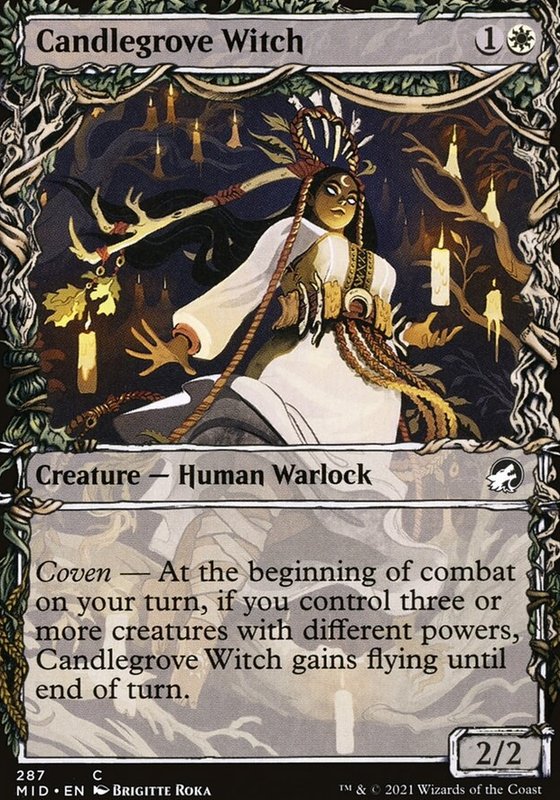 Candlegrove Witch 1
Creature — Human Warlock
Coven — At the beginning of combat
on your turn, if you control three or
more creatures with different powers,
Candlegrove Witch gains flying until
end of turn.
2/2
287 C
MID • EN BRIGITTE ROKA
™ & © 2021 Wizards of the Coast